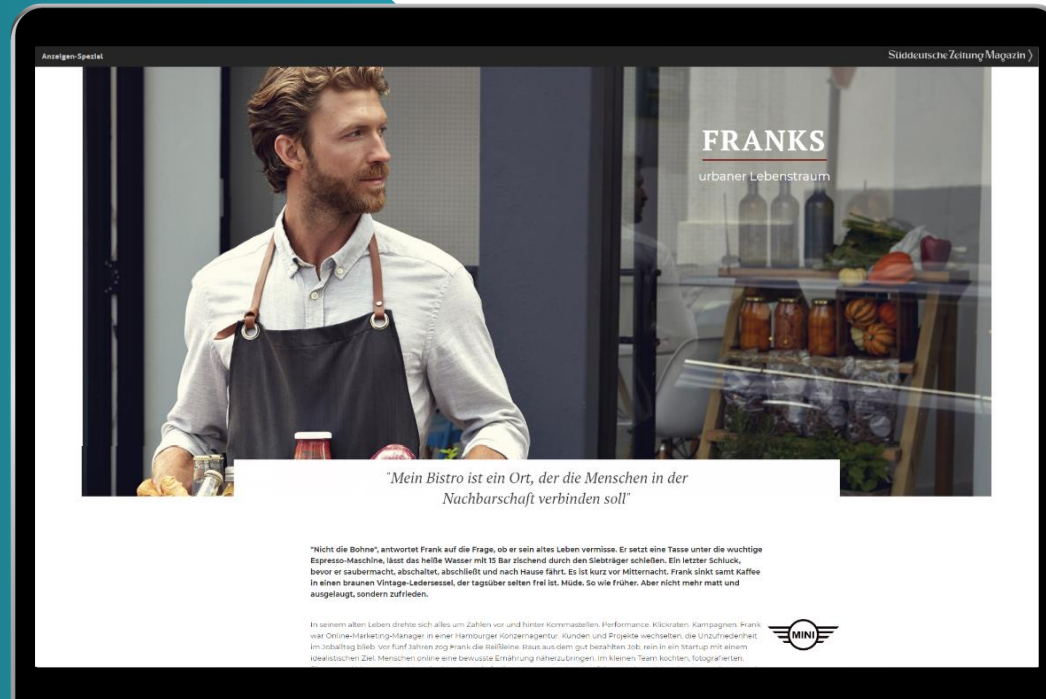 Anzeigen-Spezial
Süddeutsche Zeitung Magazin
FRANKS
urbaner Lebenstraum
"Mein Bistro ist ein Ort, der die Menschen in der
Nachbarschaft verbinden soll"
"Nicht die Bohne", antwortet Frank auf die Frage, ob er sein altes Leben vermisse. Er setzt eine Tasse unter die wuchtige
Espresso-Maschine, lässt das heiße Wasser mit 15 Bar zischend durch den Siebträger schießen. Ein letzter Schluck,
bevor er saubermacht, abschaltet, abschließt und nach Hause fährt. Es ist kurz vor Mitternacht. Frank sinkt samt Kaffee
in einen braunen Vintage-Ledersessel, der tagsüber selten frei ist. Müde. So wie früher. Aber nicht mehr matt und
ausgelaugt, sondern zufrieden.
In seinem alten Leben drehte sich alles um Zahlen vor und hinter Kommastellen. Performance. Klickraten. Kampagnen. Frank
war Online-Marketing-Manager in einer Hamburger Konzernagentur. Kunden und Projekte wechselten, die Unzufriedenheit
im Joballtag blieb. Vor fünf Jahren zog Frank die Reißleine. Raus aus dem gut bezahlten Job, rein in ein Startup mit einem
idealistischen Ziel: Menschen online eine bewusste Ernährung näherzubringen. Im kleinen Team kochten, fotografierten,
MINI